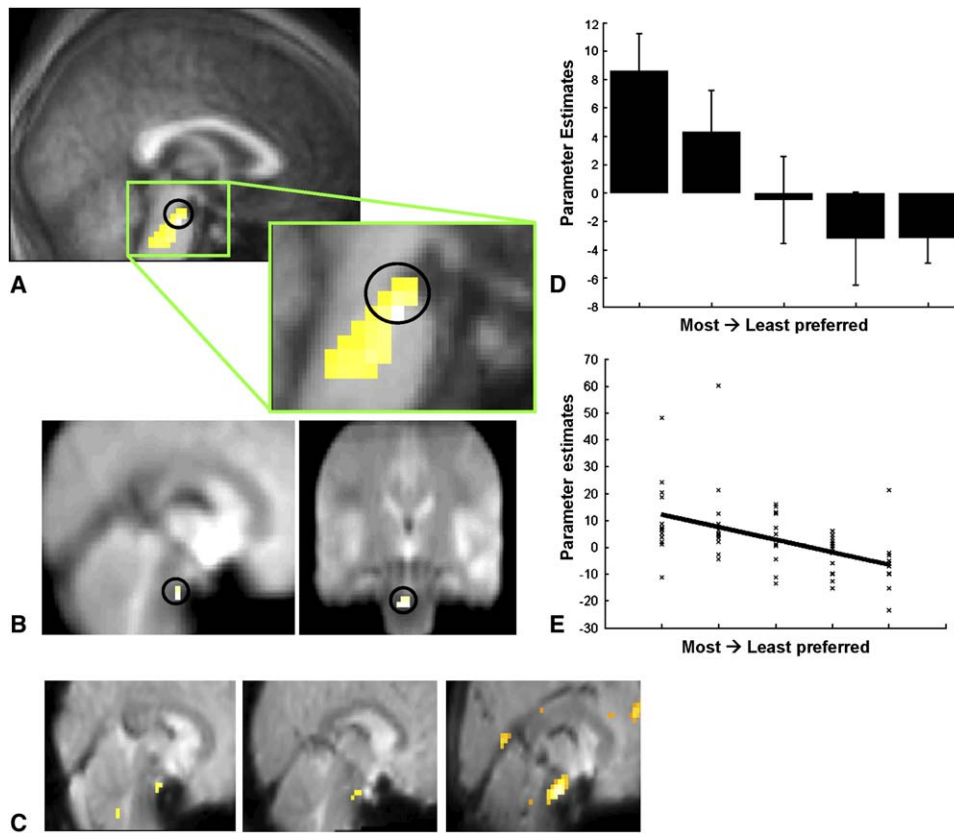 A
B
C
D
Parameter Estimates
12
10
8
6
4
2
0
-2
-4
-6
-8
Most → Least preferred
E
Parameter estimates
70
60
50
40
30
20
10
0
-10
-20
-30
Most → Least preferred